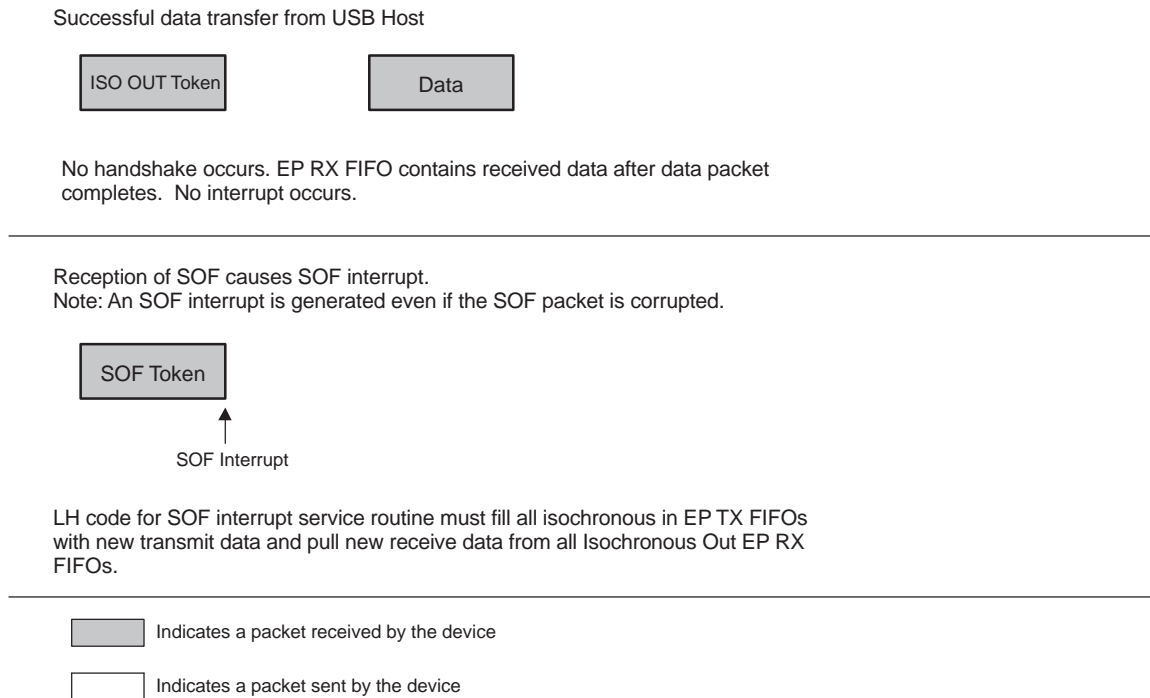 Successful data transfer from USB Host
ISO OUT Token
Data
No handshake occurs. EP RX FIFO contains received data after data packet
completes. No interrupt occurs.
Reception of SOF causes SOF interrupt.
Note: An SOF interrupt is generated even if the SOF packet is corrupted.
SOF Token
SOF Interrupt
LH code for SOF interrupt service routine must fill all isochronous in EP TX FIFOs
with new transmit data and pull new receive data from all Isochronous Out EP RX
FIFOs.
Indicates a packet received by the device
Indicates a packet sent by the device